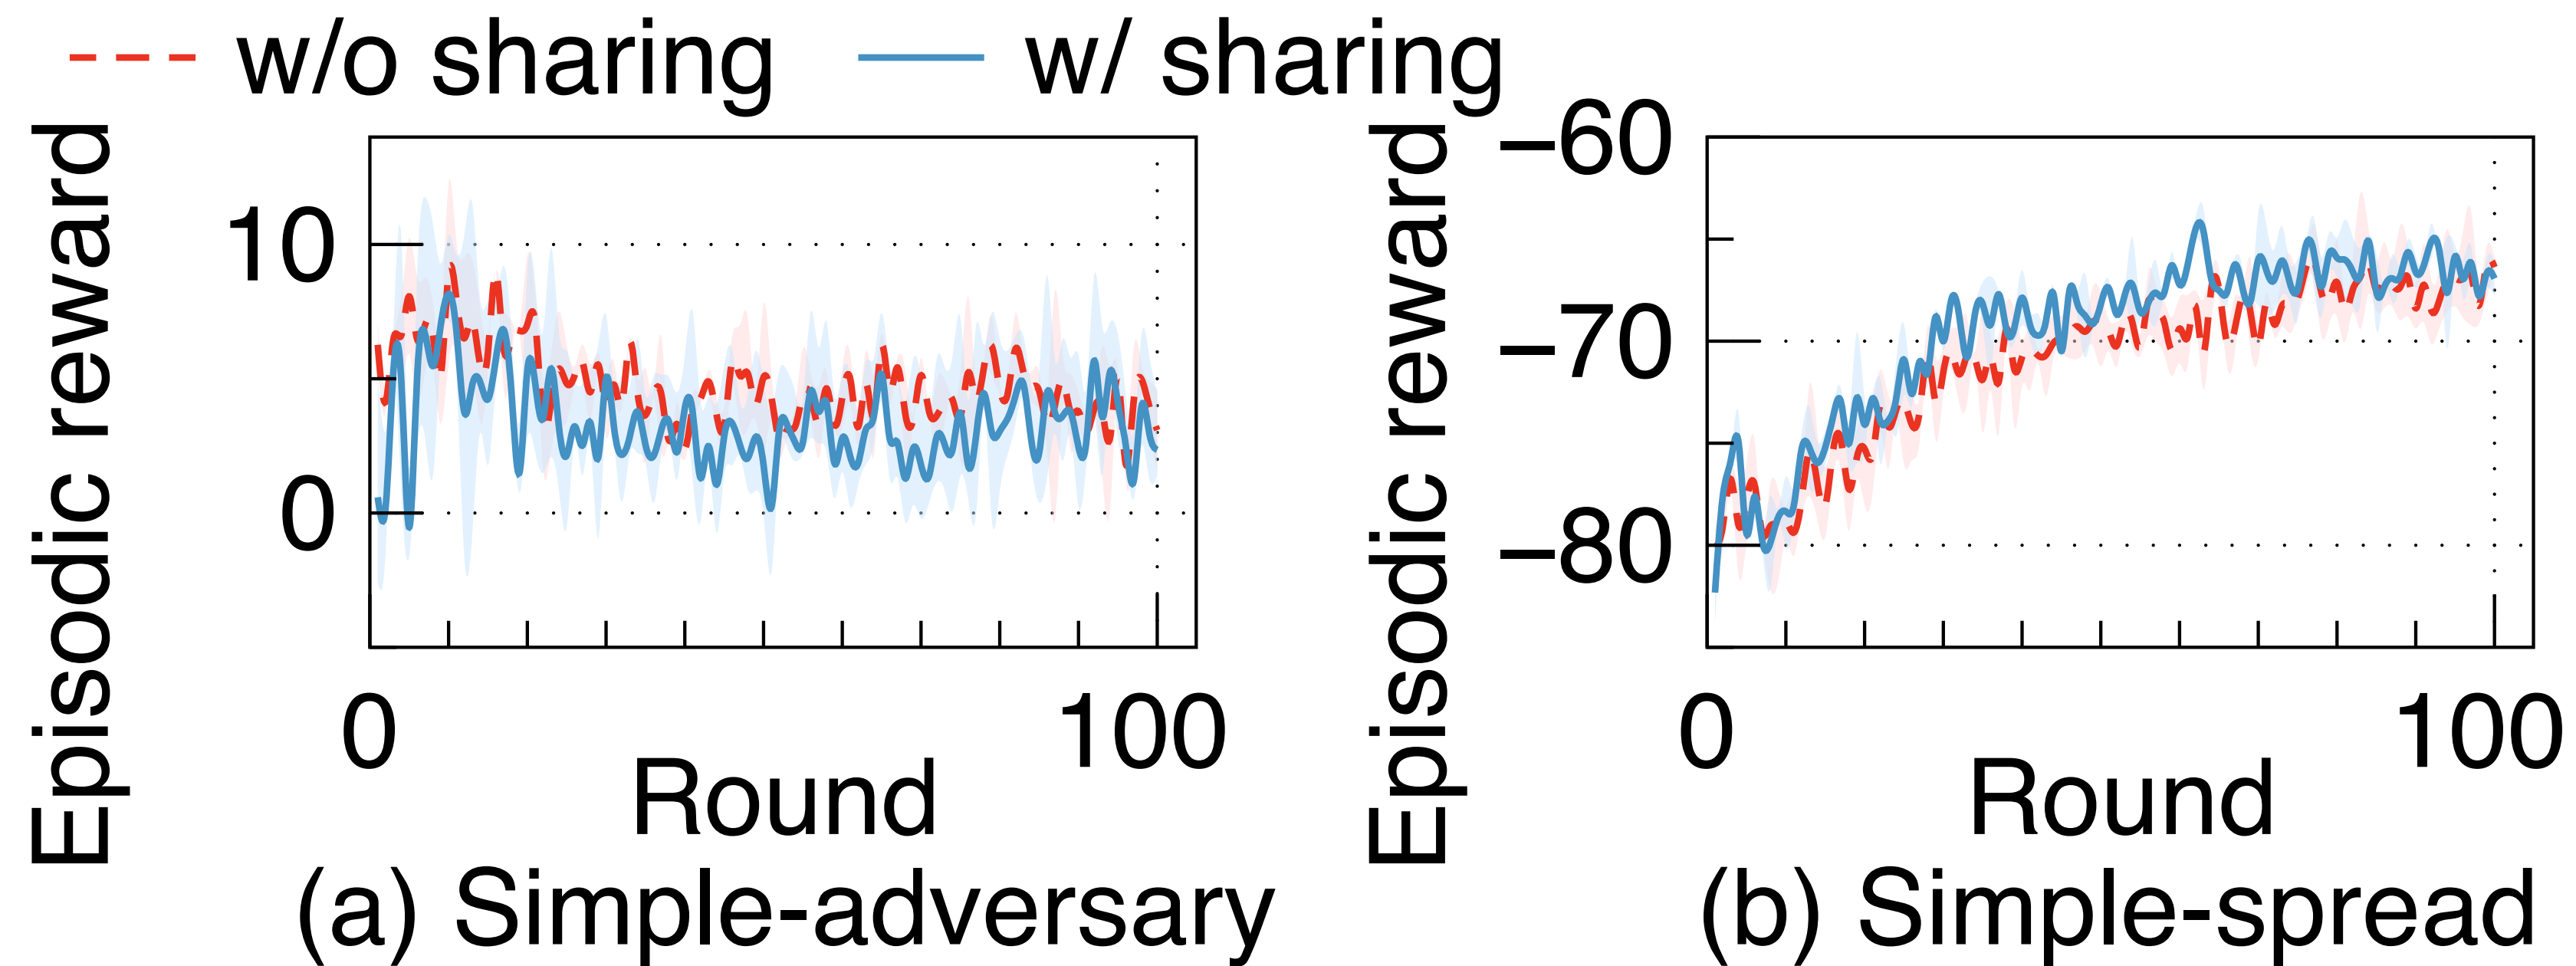 w/o sharing w/ sharing
Episodic reward
10
0
0 100
Round
(a) Simple-adversary
Episodic reward
−60
−70
−80
0 100
Round
(b) Simple-spread